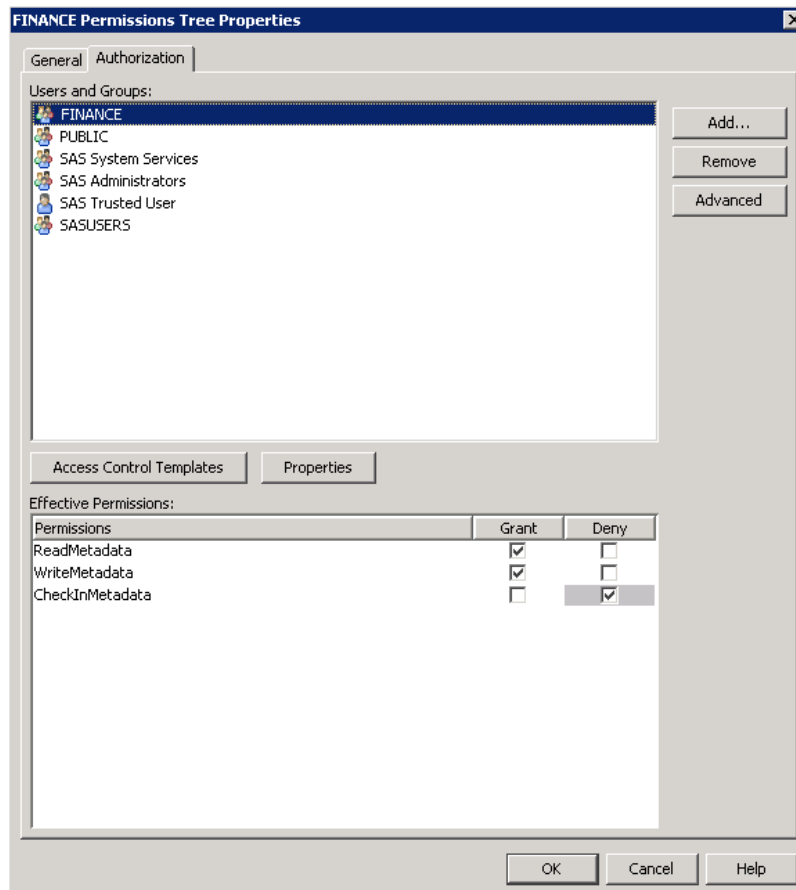 FINANCE Permissions Tree Properties
General Authorization
Users and Groups:
FINANCE
PUBLIC
SAS System Services
SAS Administrators
SAS Trusted User
SASUSERS
Add...
Remove
Advanced
Access Control Templates Properties
Effective Permissions:
Permissions Grant Deny
ReadMetadata
WriteMetadata
CheckInMetadata
OK Cancel Help